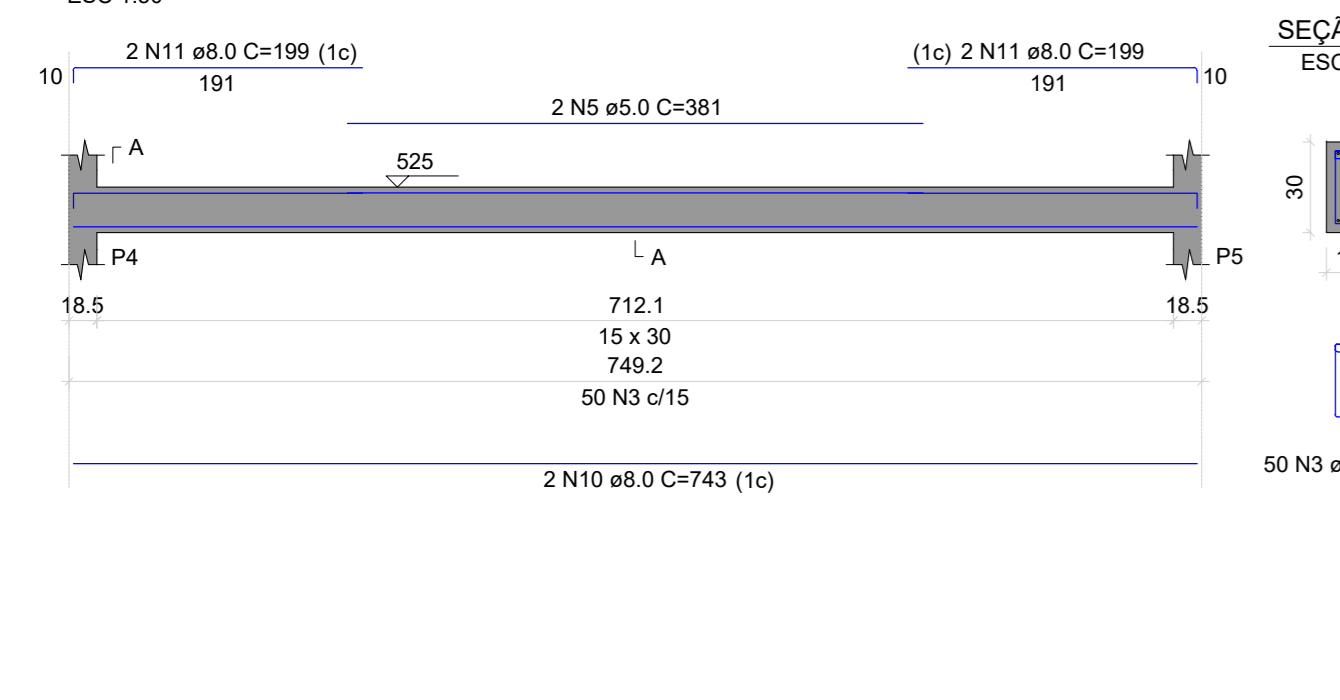 2 N11 ø8.0 C=199 (1c)
(1c) 2 N11 ø8.0 C=199
SEÇÃ
ESC
10
191
191
10
2 N5 ø5.0 C=381
A
525
30
P4
A
P5
18.5
712.1
18.5
15 x 30
749.2
50 N3 c/15
50 N3 ø
2 N10 ø8.0 C=743 (1c)